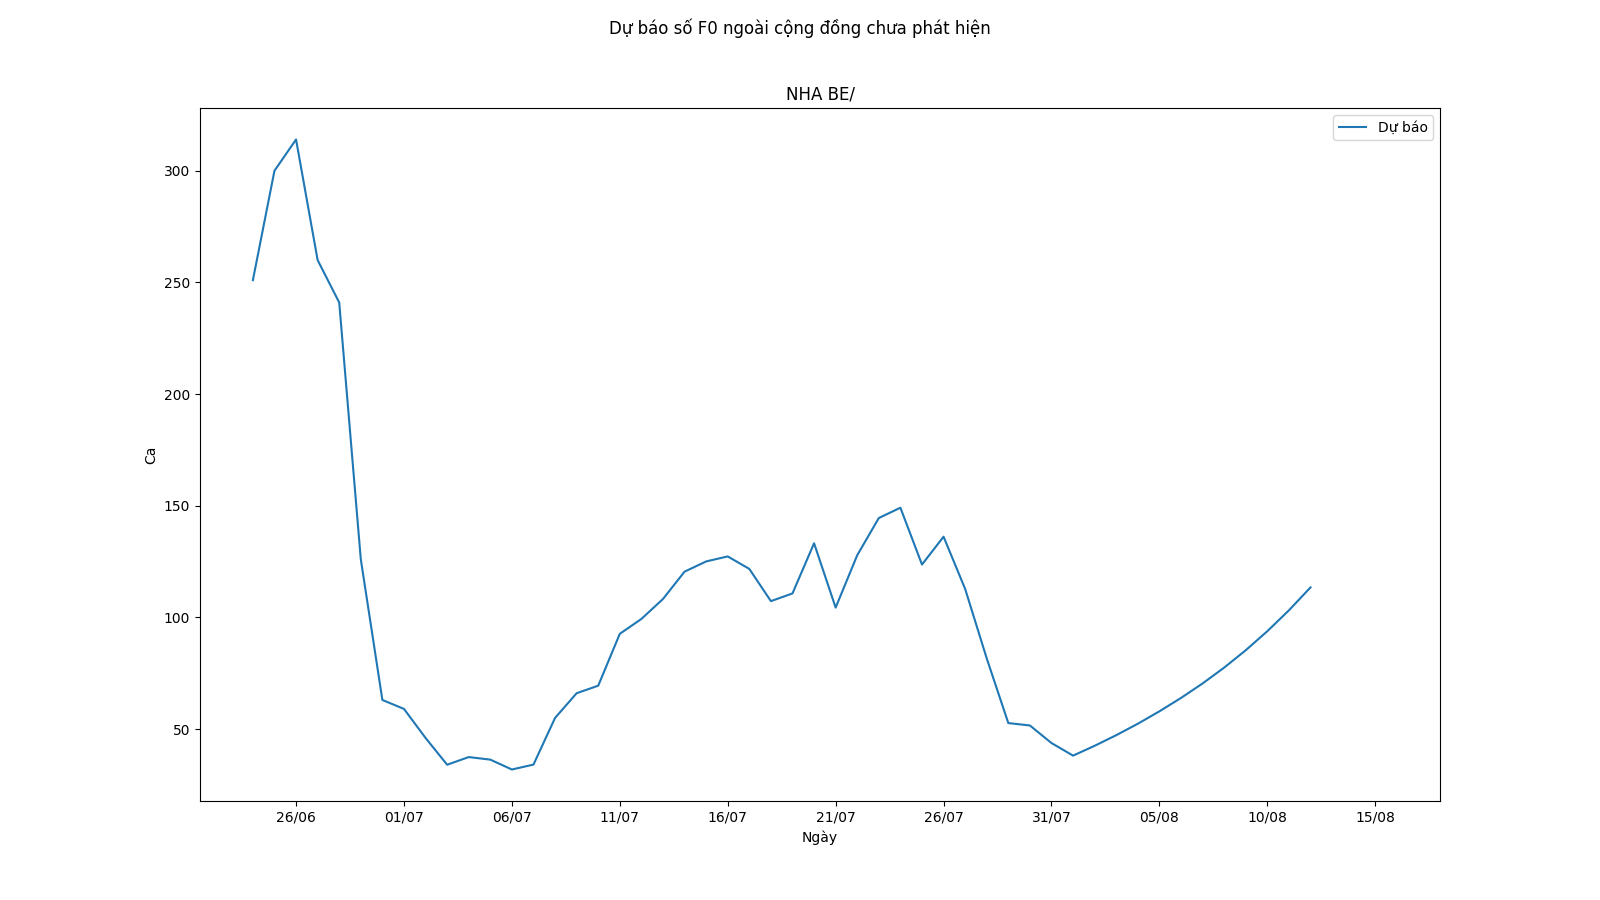 Dự báo số F0 ngoài cộng đồng chưa phát hiện
NHA BE/
Dự báo
300
250
200
150
100
50
Ca
26/06 01/07 06/07 11/07 16/07 21/07 26/07 31/07 05/08 10/08 15/08
Ngày